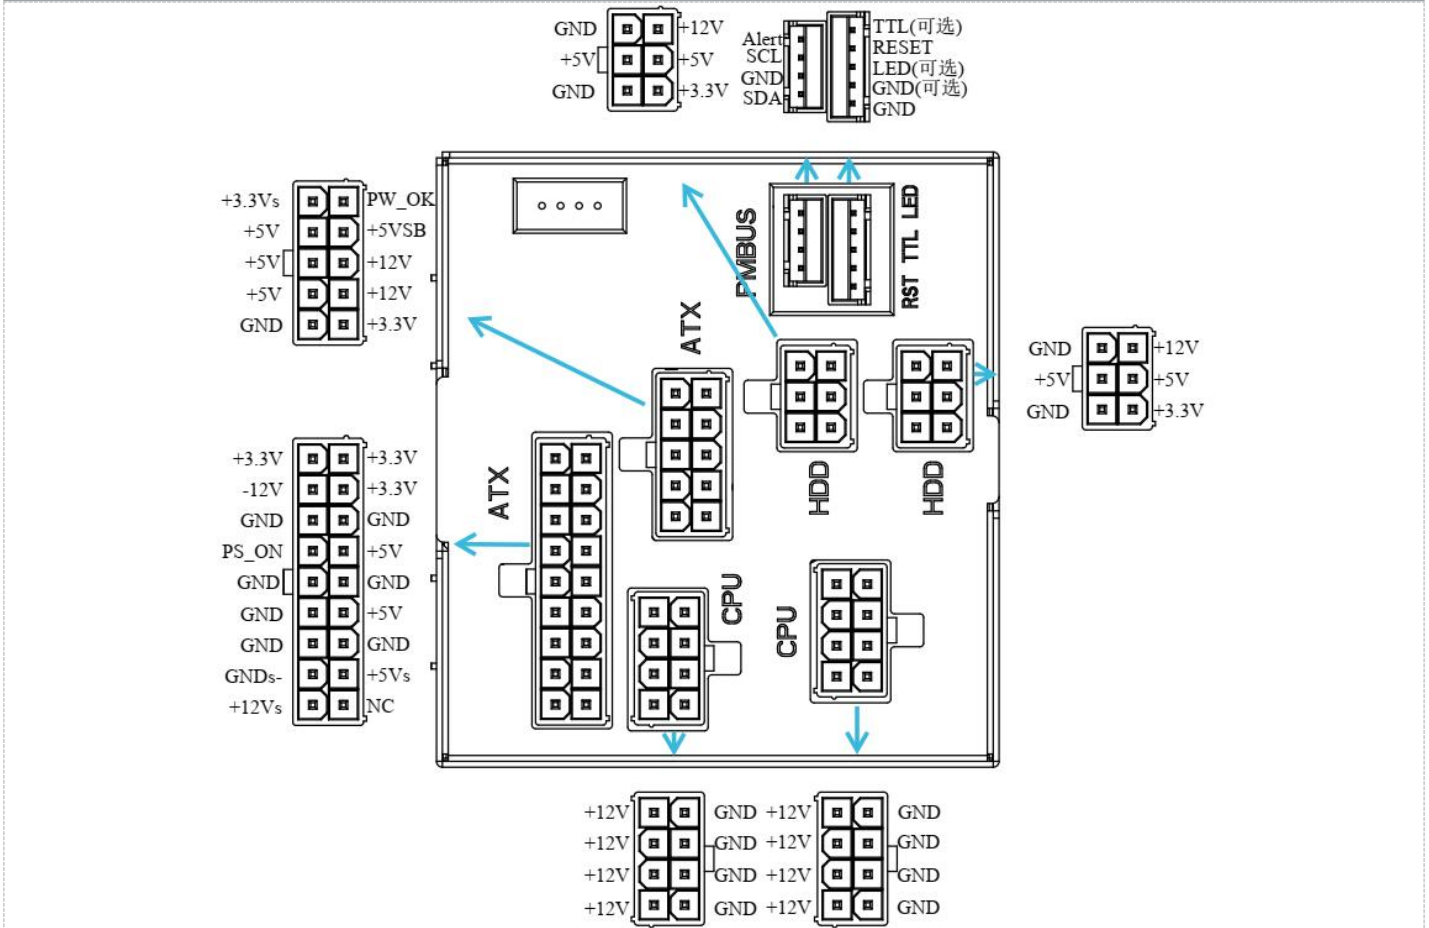 GND +12V
+5V +5V
GND +3.3V
Alert
SCL
GND
SDA
TTL(可选)
RESET
LED(可选)
GND(可选)
GND
+3.3Vs PW_OK
+5V +5VSB
+5V +12V
+5V +12V
GND +3.3V
PMBUS
RST TTL LED
ATX
HDD
HDD
GND +12V
+5V +5V
GND +3.3V
+3.3V +3.3V
-12V +3.3V
GND GND
PS_ON +5V
GND GND
GND +5V
GND GND
GNDs- +5Vs
+12Vs NC
ATX
CPU
CPU
+12V GND +12V GND
+12V GND +12V GND
+12V GND +12V GND
+12V GND +12V GND